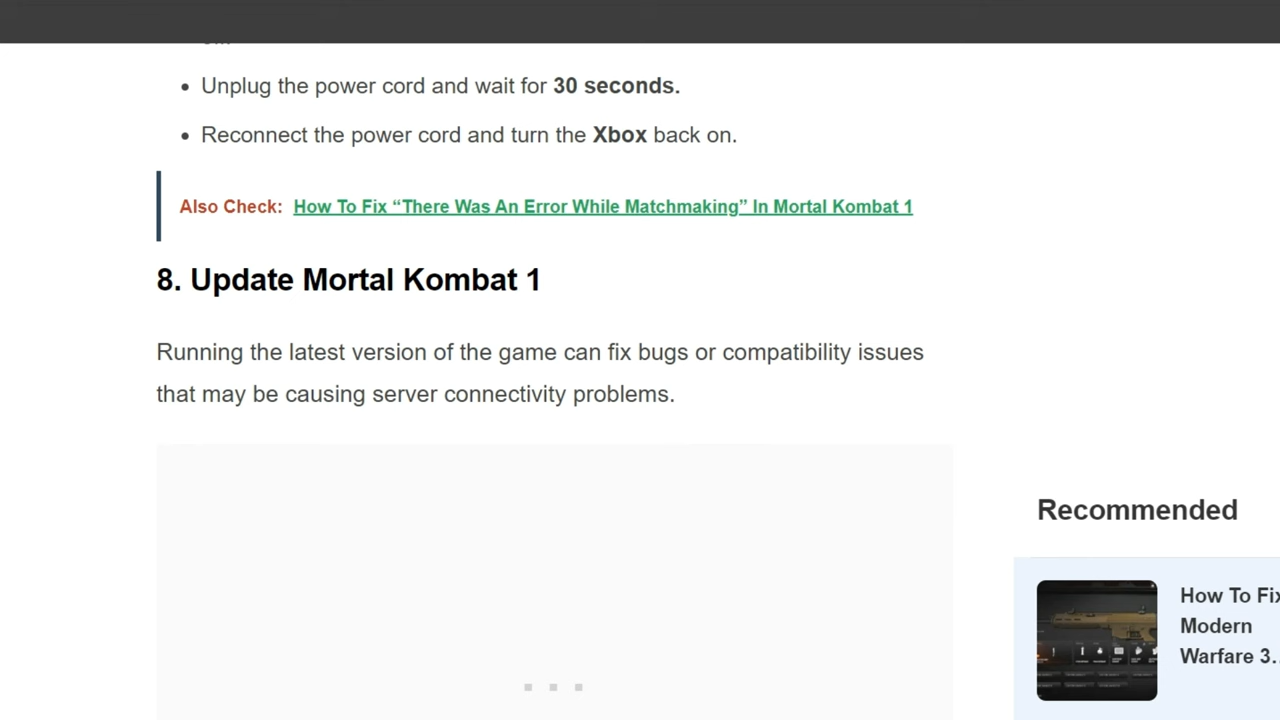 Unplug the power cord and wait for 30 seconds.
Reconnect the power cord and turn the Xbox back on.
Also Check: How To Fix “There Was An Error While Matchmaking” In Mortal Kombat 1
8. Update Mortal Kombat 1
Running the latest version of the game can fix bugs or compatibility issues
that may be causing server connectivity problems.
Recommended
How To Fix
Modern
Warfare 3..